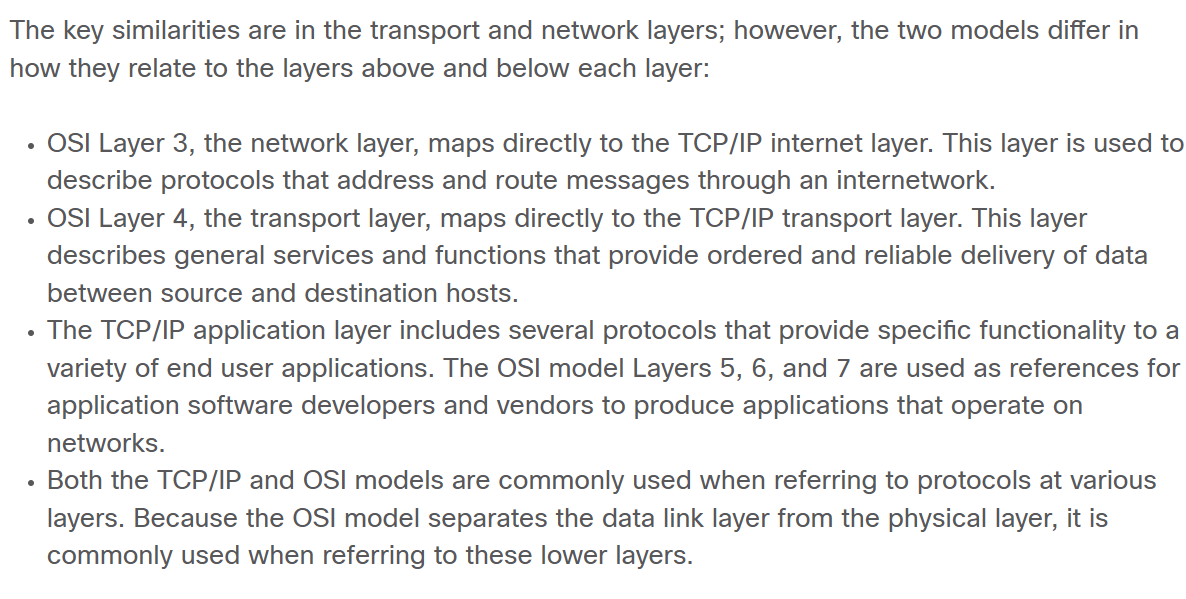 The key similarities are in the transport and network layers; however, the two models differ in
how they relate to the layers above and below each layer:
• OSI Layer 3, the network layer, maps directly to the TCP/IP internet layer. This layer is used to
describe protocols that address and route messages through an internetwork.
• OSI Layer 4, the transport layer, maps directly to the TCP/IP transport layer. This layer
describes general services and functions that provide ordered and reliable delivery of data
between source and destination hosts.
• The TCP/IP application layer includes several protocols that provide specific functionality to a
variety of end user applications. The OSI model Layers 5, 6, and 7 are used as references for
application software developers and vendors to produce applications that operate on
networks.
• Both the TCP/IP and OSI models are commonly used when referring to protocols at various
layers. Because the OSI model separates the data link layer from the physical layer, it is
commonly used when referring to these lower layers.